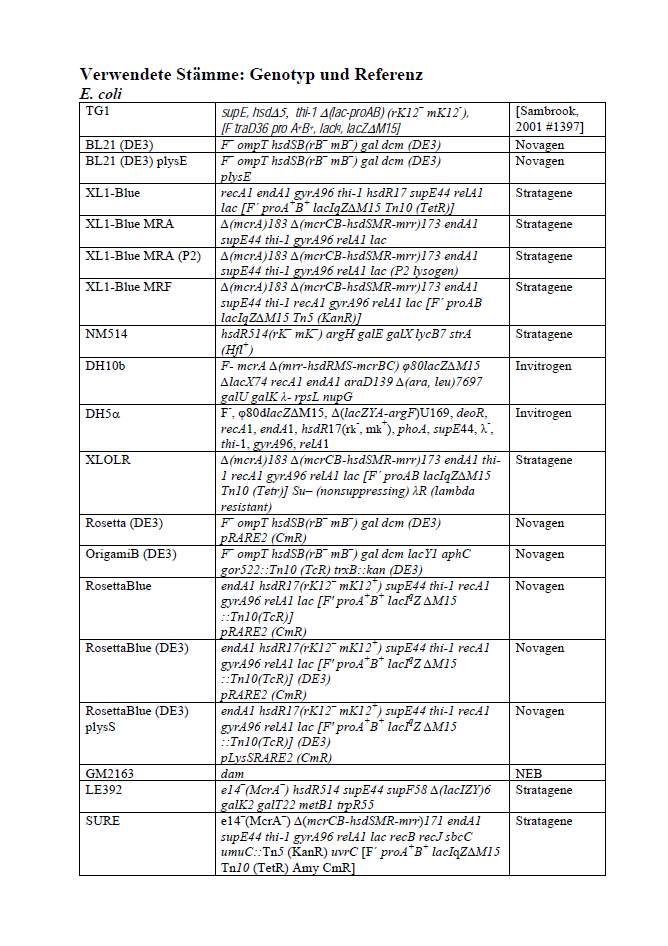 Verwendete Stämme: Genotyp und Referenz
E. coli
TG1 supE, hsdΔ5, thi-1 Δ(lac-proAB) (rK12⁻ mK12⁻), [Sambrook,
[F'traD36 pro A+B+, lacIq, lacZΔM15] 2001 #1397]
BL21 (DE3) F⁻ ompT hsdSB(rB⁻ mB⁻) gal dcm (DE3) Novagen
BL21 (DE3) plysE F⁻ ompT hsdSB(rB⁻ mB⁻) gal dcm (DE3) Novagen
plysE
XL1-Blue recA1 endA1 gyrA96 thi-1 hsdR17 supE44 relA1 Stratagene
lac [F´ proA⁺B⁺ lacIqZΔM15 Tn10 (TetR)]
XL1-Blue MRA Δ(mcrA)183 Δ(mcrCB-hsdSMR-mrr)173 endA1 Stratagene
supE44 thi-1 gyrA96 relA1 lac
XL1-Blue MRA (P2) Δ(mcrA)183 Δ(mcrCB-hsdSMR-mrr)173 endA1 Stratagene
supE44 thi-1 gyrA96 relA1 lac (P2 lysogen)
XL1-Blue MRF Δ(mcrA)183 Δ(mcrCB-hsdSMR-mrr)173 endA1 Stratagene
supE44 thi-1 recA1 gyrA96 relA1 lac [F´ proAB
lacIqZΔM15 Tn5 (KanR)]
NM514 hsdR514(rK⁻ mK⁻) argH galE galX lycB7 strA Stratagene
(Hfl⁺)
DH10b F- mcrA Δ(mrr-hsdRMS-mcrBC) φ80lacZΔM15 Invitrogen
ΔlacX74 recA1 endA1 araD139 Δ(ara, leu)7697
galU galK λ- rpsL nupG
DH5α F⁻, φ80dlacZΔM15, Δ(lacZYA-argF)U169, deoR, Invitrogen
recA1, endA1, hsdR17(rk⁻, mk⁺), phoA, supE44, λ⁻,
thi-1, gyrA96, relA1
XLOLR Δ(mcrA)183 Δ(mcrCB-hsdSMR-mrr)173 endA1 thi- Stratagene
1 recA1 gyrA96 relA1 lac [F´ proAB lacIqZΔM15
Tn10 (Tetr)] Su– (nonsuppressing) λR (lambda
resistant)
Rosetta (DE3) F⁻ ompT hsdSB(rB⁻ mB⁻) gal dcm (DE3) Novagen
pRARE2 (CmR)
OrigamiB (DE3) F⁻ ompT hsdSB(rB⁻ mB⁻) gal dcm lacY1 aphC Novagen
gor522::Tn10 (TcR) trxB::kan (DE3)
RosettaBlue endA1 hsdR17(rK12⁻ mK12⁺) supE44 thi-1 recA1 Novagen
gyrA96 relA1 lac [F' proA⁺B⁺ lacI^qZ ΔM15
::Tn10(TcR)]
pRARE2 (CmR)
RosettaBlue (DE3) endA1 hsdR17(rK12⁻ mK12⁺) supE44 thi-1 recA1 Novagen
gyrA96 relA1 lac [F' proA⁺B⁺ lacI^qZ ΔM15
::Tn10(TcR)] (DE3)
pRARE2 (CmR)
RosettaBlue (DE3) endA1 hsdR17(rK12⁻ mK12⁺) supE44 thi-1 recA1 Novagen
plysS gyrA96 relA1 lac [F' proA⁺B⁺ lacI^qZ ΔM15
::Tn10(TcR)] (DE3)
pLysSRARE2 (CmR)
GM2163 dam NEB
LE392 e14⁻(McrA⁻) hsdR514 supE44 supF58 Δ(lacIZY)6 Stratagene
galK2 galT22 metB1 trpR55
SURE e14⁻(McrA⁻) Δ(mcrCB-hsdSMR-mrr)171 endA1 Stratagene
supE44 thi-1 gyrA96 relA1 lac recB recJ sbcC
umuC::Tn5 (KanR) uvrC [F´ proA⁺B⁺ lacIqZΔM15
Tn10 (TetR) Amy CmR]